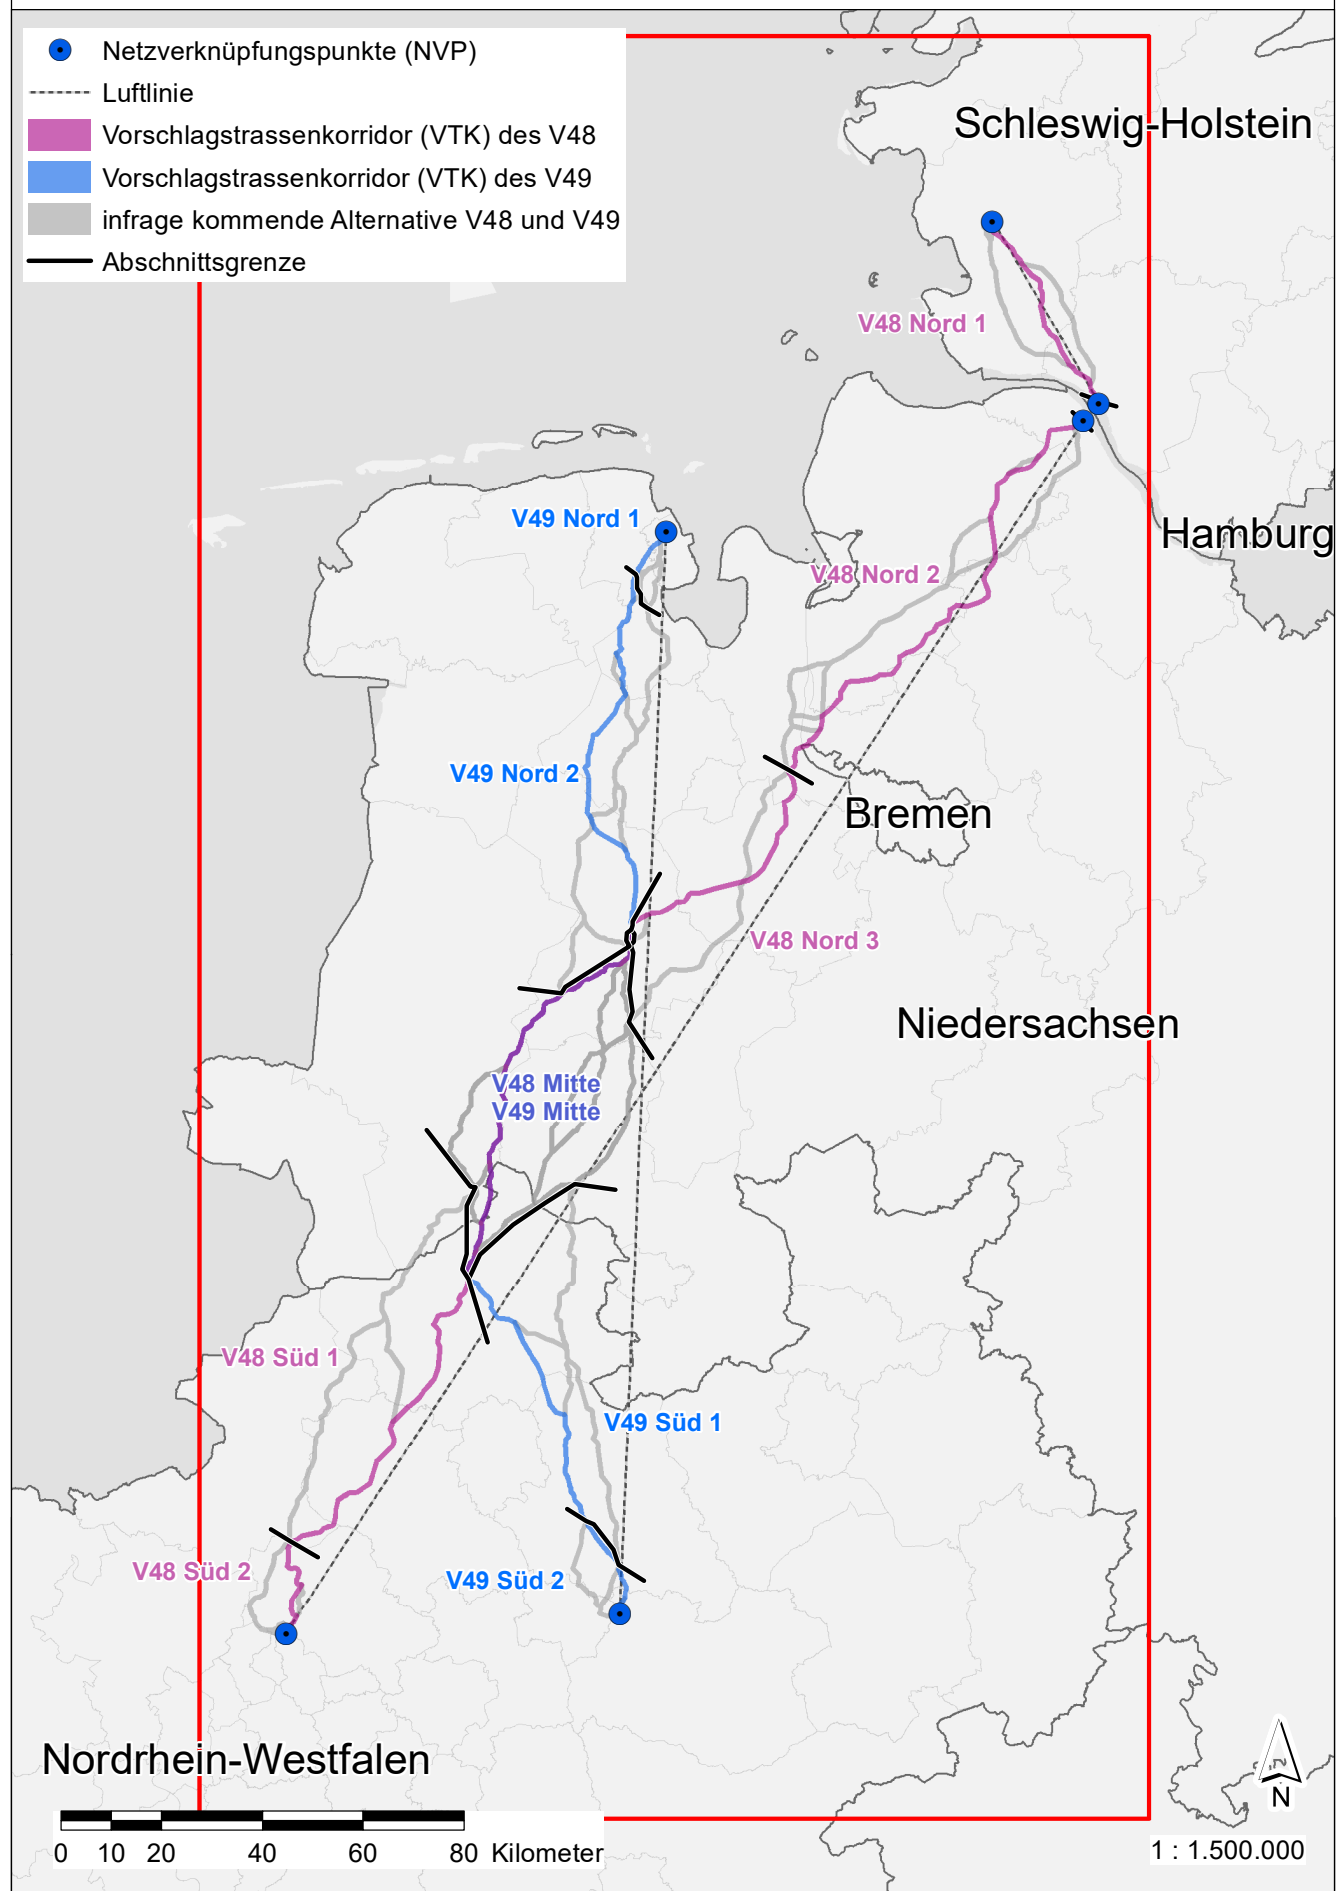 Netzverknüpfungspunkte (NVP)
Luftlinie
Vorschlagstrassenkorridor (VTK) des V48
Vorschlagstrassenkorridor (VTK) des V49
infrage kommende Alternative V48 und V49
Abschnittsgrenze
Schleswig-Holstein
V48 Nord 1
V49 Nord 1
Hamburg
V48 Nord 2
V49 Nord 2
Bremen
V48 Nord 3
Niedersachsen
V48 Mitte
V49 Mitte
V48 Süd 1
V49 Süd 1
V48 Süd 2
V49 Süd 2
Nordrhein-Westfalen
N
0 10 20 40 60 80 Kilometer
1 : 1.500.000